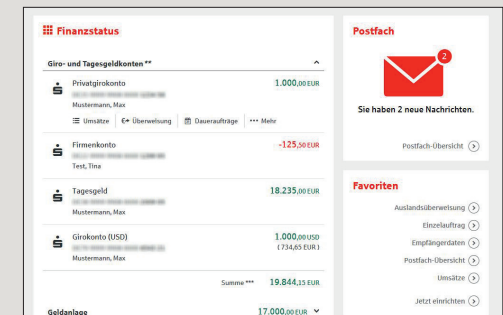 Finanzstatus
Giro- und Tagesgeldkonten **
Privatgirokonto 1.000,00 EUR
Mustermann, Max
Umsätze Überweisung Daueraufträge Mehr
Firmenkonto -125,50 EUR
Test, Tina
Tagesgeld 18.235,00 EUR
Mustermann, Max
Girokonto (USD) 1.000,00 USD
(734,65 EUR)
Mustermann, Max
Summe *** 19.844,15 EUR
Geldanlage 17.000,00 EUR
Postfach
2
Sie haben 2 neue Nachrichten.
Postfach-Übersicht
Favoriten
Auslandsüberweisung
Einzelauftrag
Empfängerdaten
Postfach-Übersicht
Umsätze
Jetzt einrichten